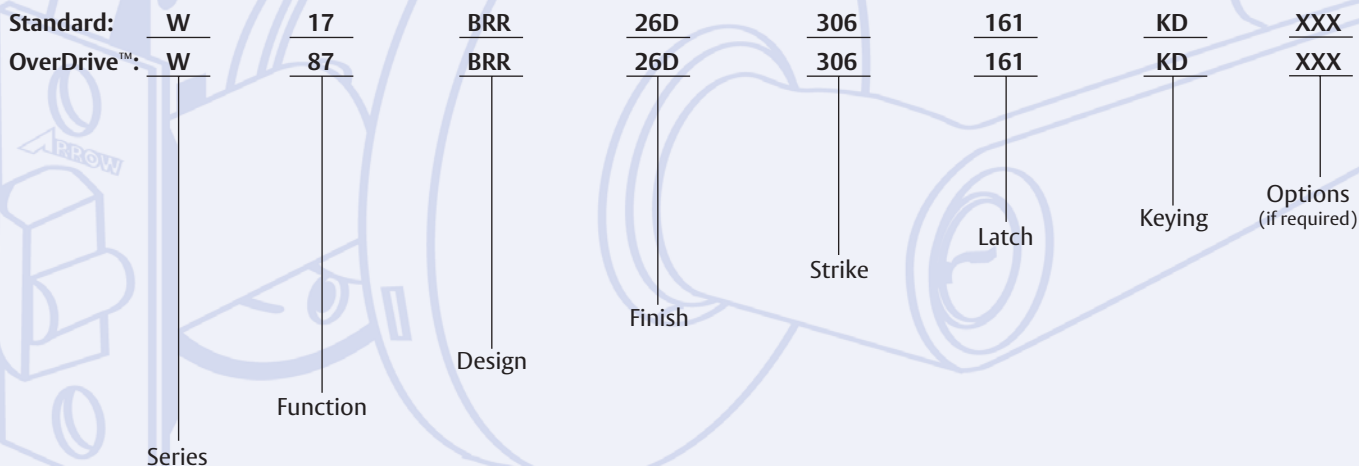 Standard: W 17 BRR 26D 306 161 KD XXX
OverDrive™: W 87 BRR 26D 306 161 KD XXX
ARROW
Options
(if required)
Keying
Latch
Strike
Finish
Design
Function
Series